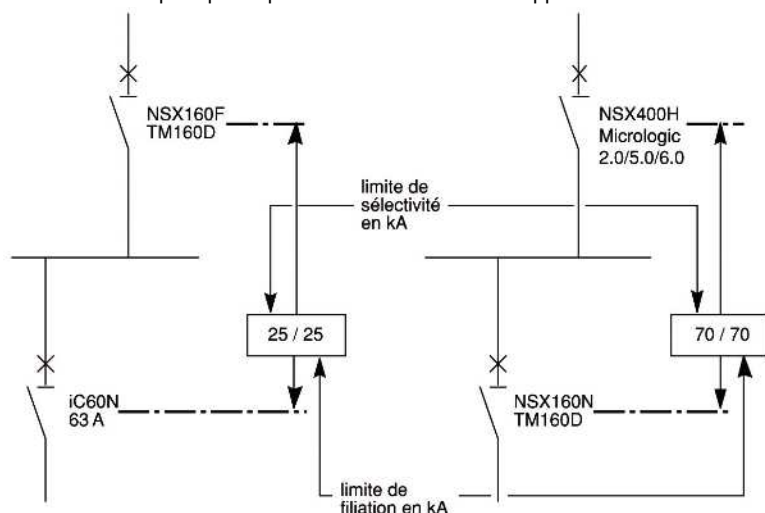 NSX160F
TM160D
NSX400H
Micrologic
2.0/5.0/6.0
limite de
sélectivité
en kA
25 / 25
70 / 70
iC60N
63 A
NSX160N
TM160D
limite de
filiation en kA